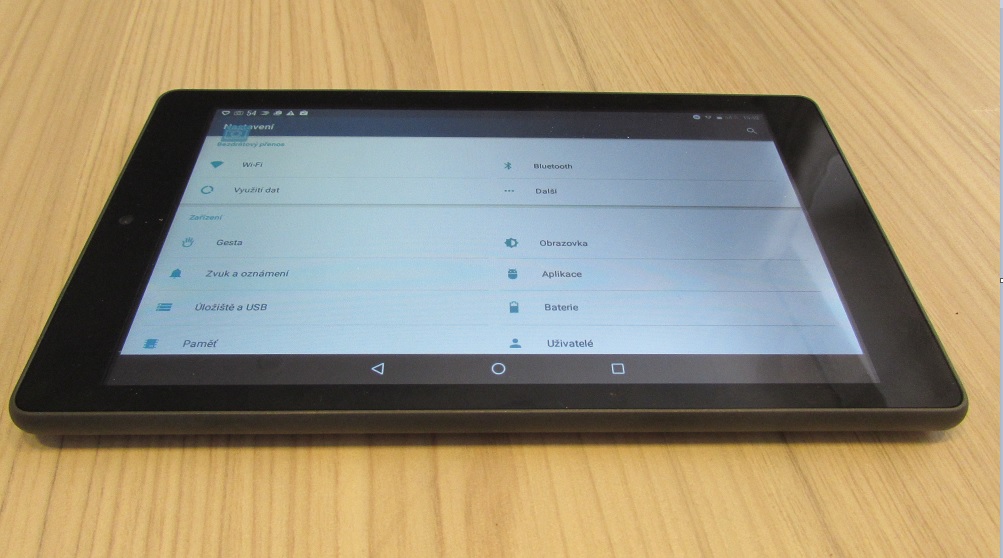 54
Nastavení
Bezdrátový přenos
Wi-Fi Bluetooth
Využití dat Další
Zařízení
Gesta Obrazovka
Zvuk a oznámení Aplikace
Úložiště a USB Baterie
Paměť Uživatelé